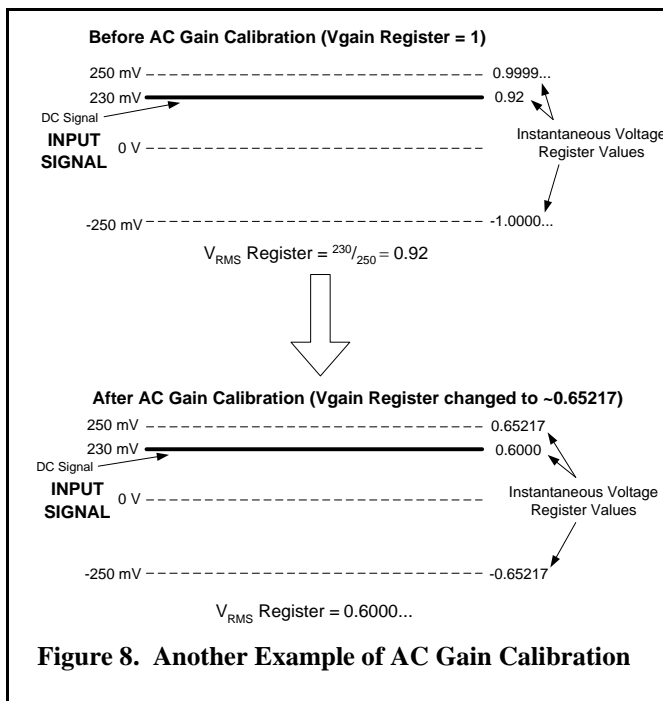 Before AC Gain Calibration (Vgain Register = 1)
250 mV 0.9999...
230 mV 0.92
DC Signal
INPUT SIGNAL
0 V
Instantaneous Voltage
Register Values
-250 mV -1.0000...
VRMS Register = 230/250 = 0.92
After AC Gain Calibration (Vgain Register changed to ~0.65217)
250 mV 0.65217
230 mV 0.6000
DC Signal
INPUT SIGNAL
0 V
Instantaneous Voltage
Register Values
-250 mV -0.65217
VRMS Register = 0.6000...
Figure 8. Another Example of AC Gain Calibration